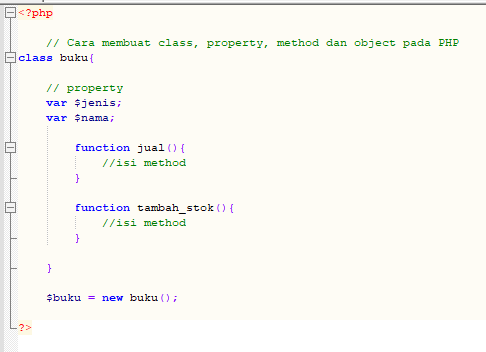 <?php
// Cara membuat class, property, method dan object pada PHP
class buku{
// property
var $jenis;
var $nama;
function jual(){
//isi method
}
function tambah_stok(){
//isi method
}
}
$buku = new buku();
?>